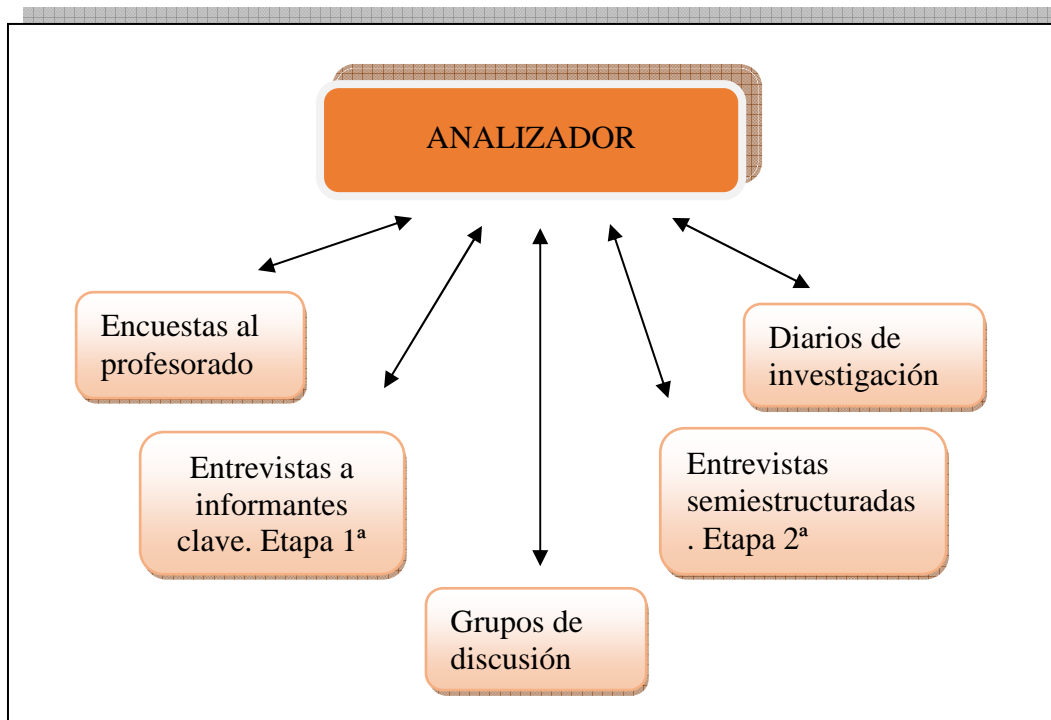 ANALIZADOR
Encuestas al
profesorado
Diarios de
investigación
Entrevistas a
informantes
clave. Etapa 1ª
Entrevistas
semiestructuradas
. Etapa 2ª
Grupos de
discusión